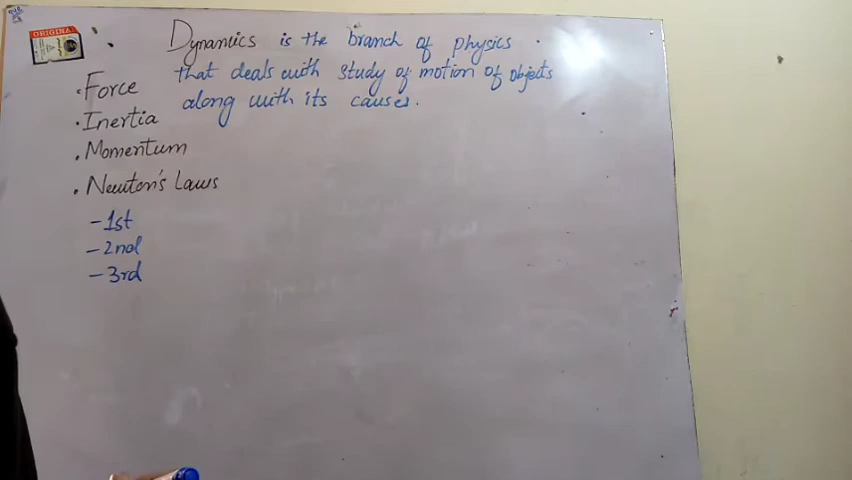 ORIGINAL
Dynamics is the branch of physics
that deals with study of motion of objects
along with its causes.
. Force
. Inertia
. Momentum
. Newton's Laws
- 1st
- 2nd
- 3rd